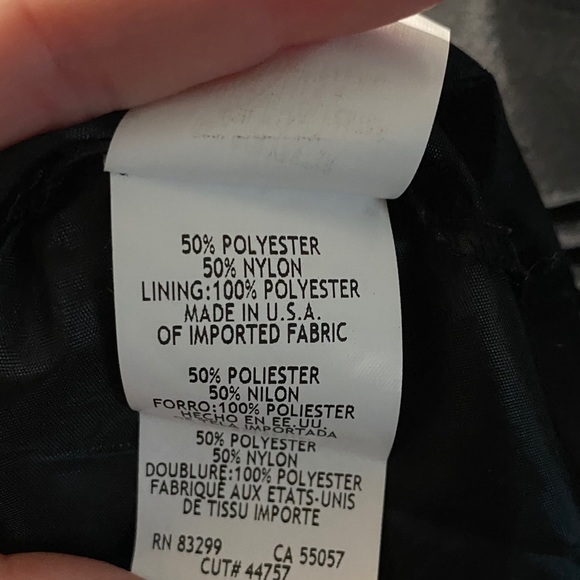 50% POLYESTER
50% NYLON
LINING:100% POLYESTER
MADE IN U.S.A.
OF IMPORTED FABRIC
50% POLIESTER
50% NILON
FORRO:100% POLIESTER
HECHO EN EE.UU.
TELA IMPORTADA
50% POLYESTER
50% NYLON
DOUBLURE:100% POLYESTER
FABRIQUÉ AUX ETATS-UNIS
DE TISSU IMPORTE
RN 83299 CA 55057
CUT# 44757